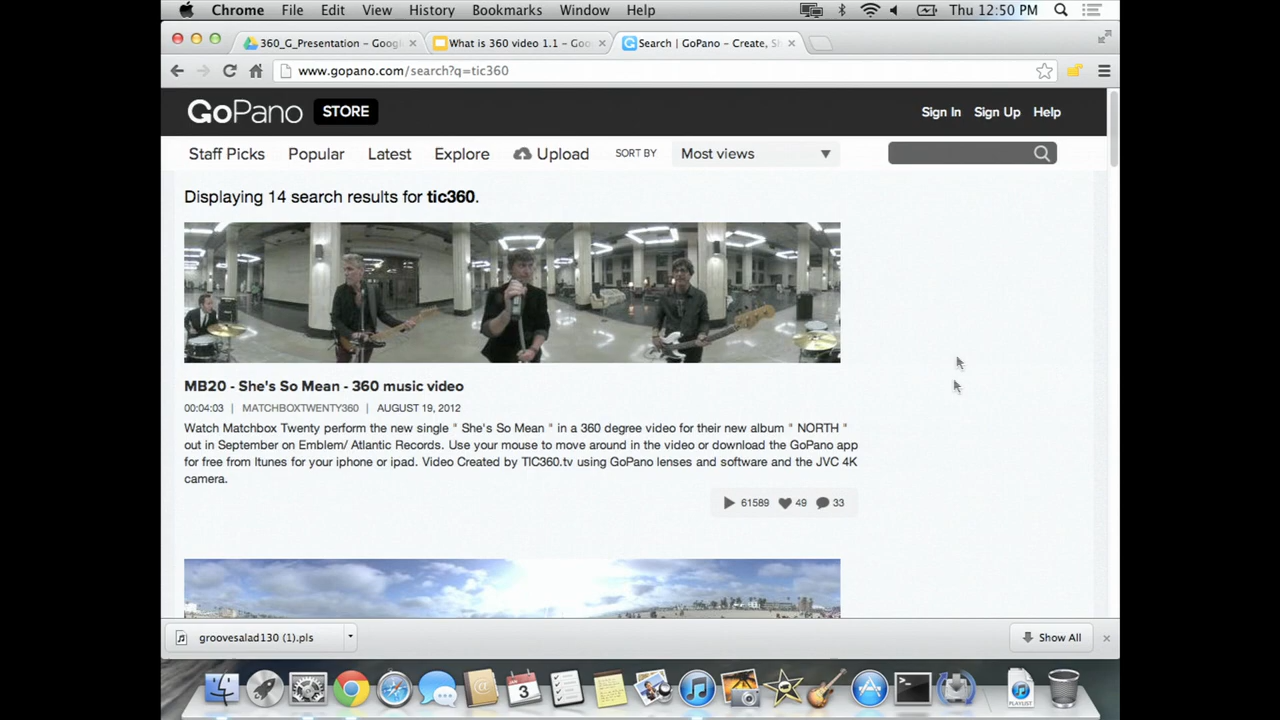 Chrome File Edit View History Bookmarks Window Help Thu 12:50 PM
360_G_Presentation – Googl What is 360 video 1.1 – Goo Search | GoPano – Create, Sh
www.gopano.com/search?q=tic360
GoPano STORE Sign In Sign Up Help
Staff Picks Popular Latest Explore Upload SORT BY Most views
Displaying 14 search results for tic360.
MB20 - She's So Mean - 360 music video
00:04:03 | MATCHBOXTWENTY360 | AUGUST 19, 2012
Watch Matchbox Twenty perform the new single " She's So Mean " in a 360 degree video for their new album " NORTH "
out in September on Emblem/ Atlantic Records. Use your mouse to move around in the video or download the GoPano app
for free from Itunes for your iphone or ipad. Video Created by TIC360.tv using GoPano lenses and software and the JVC 4K
camera.
61589 49 33
groovesalad130 (1).pls Show All
3
PLAYLIST